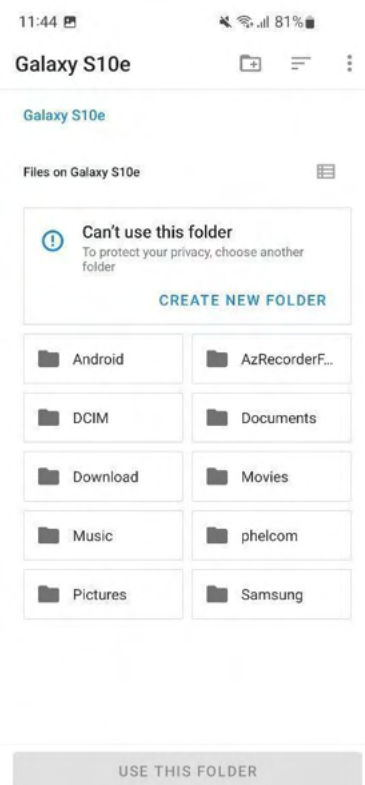 11:44 81%
Galaxy S10e
Galaxy S10e
Files on Galaxy S10e
Can't use this folder
To protect your privacy, choose another
folder
CREATE NEW FOLDER
Android AzRecorderF...
DCIM Documents
Download Movies
Music phelcom
Pictures Samsung
USE THIS FOLDER